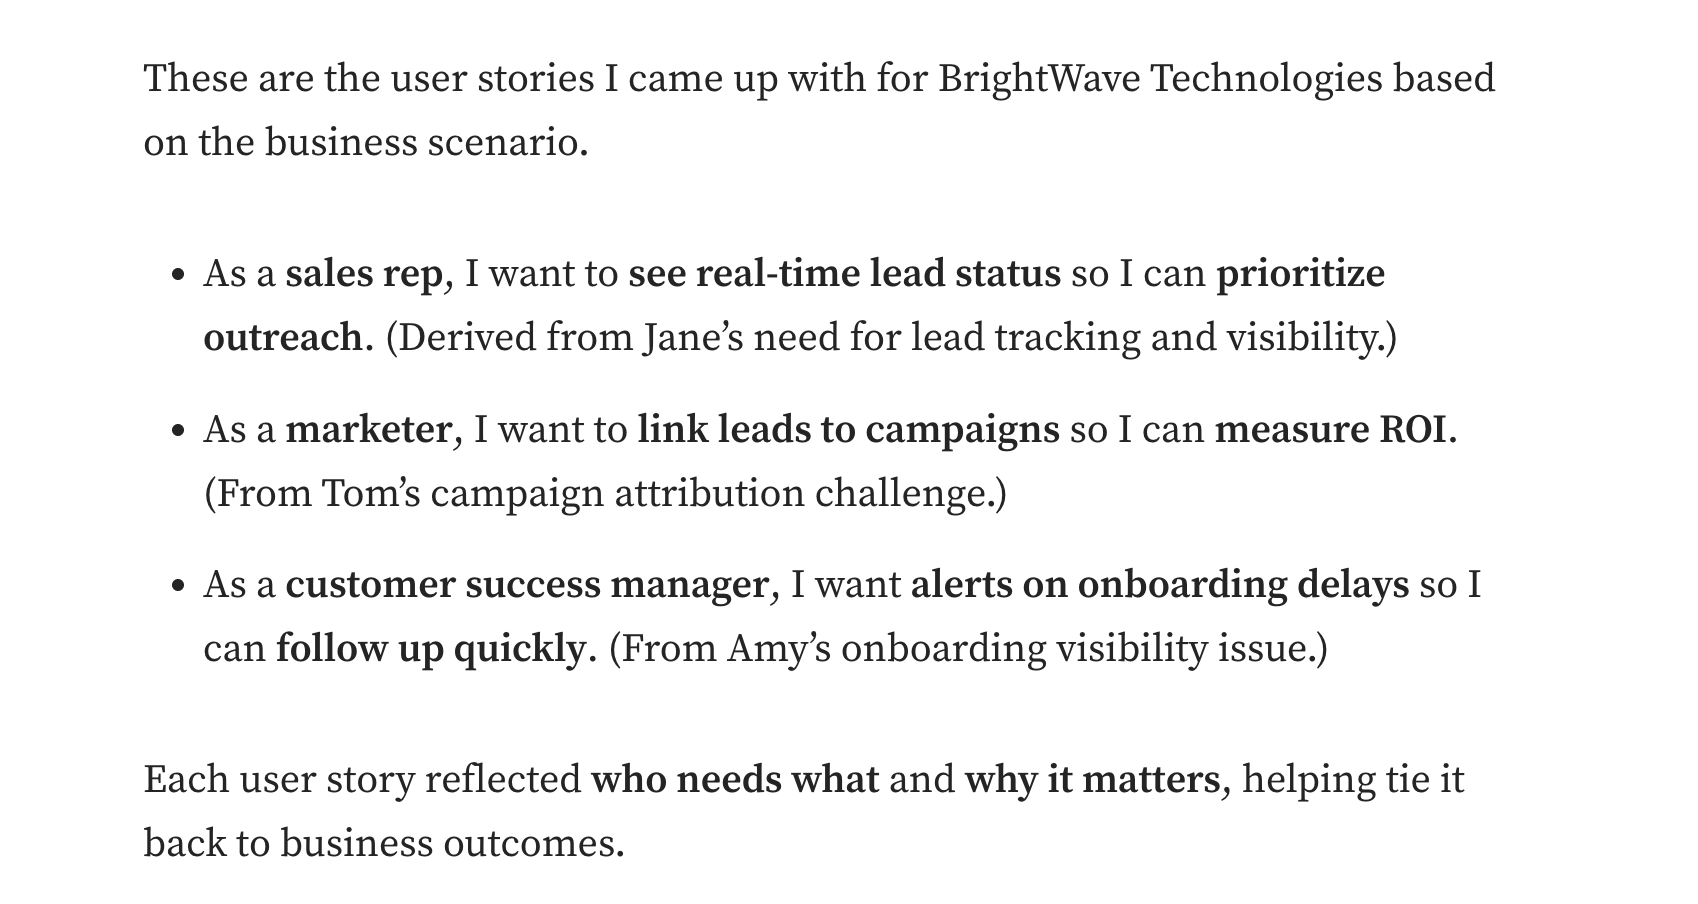 These are the user stories I came up with for BrightWave Technologies based
on the business scenario.
• As a sales rep, I want to see real-time lead status so I can prioritize
outreach. (Derived from Jane’s need for lead tracking and visibility.)
• As a marketer, I want to link leads to campaigns so I can measure ROI.
(From Tom’s campaign attribution challenge.)
• As a customer success manager, I want alerts on onboarding delays so I
can follow up quickly. (From Amy’s onboarding visibility issue.)
Each user story reflected who needs what and why it matters, helping tie it
back to business outcomes.